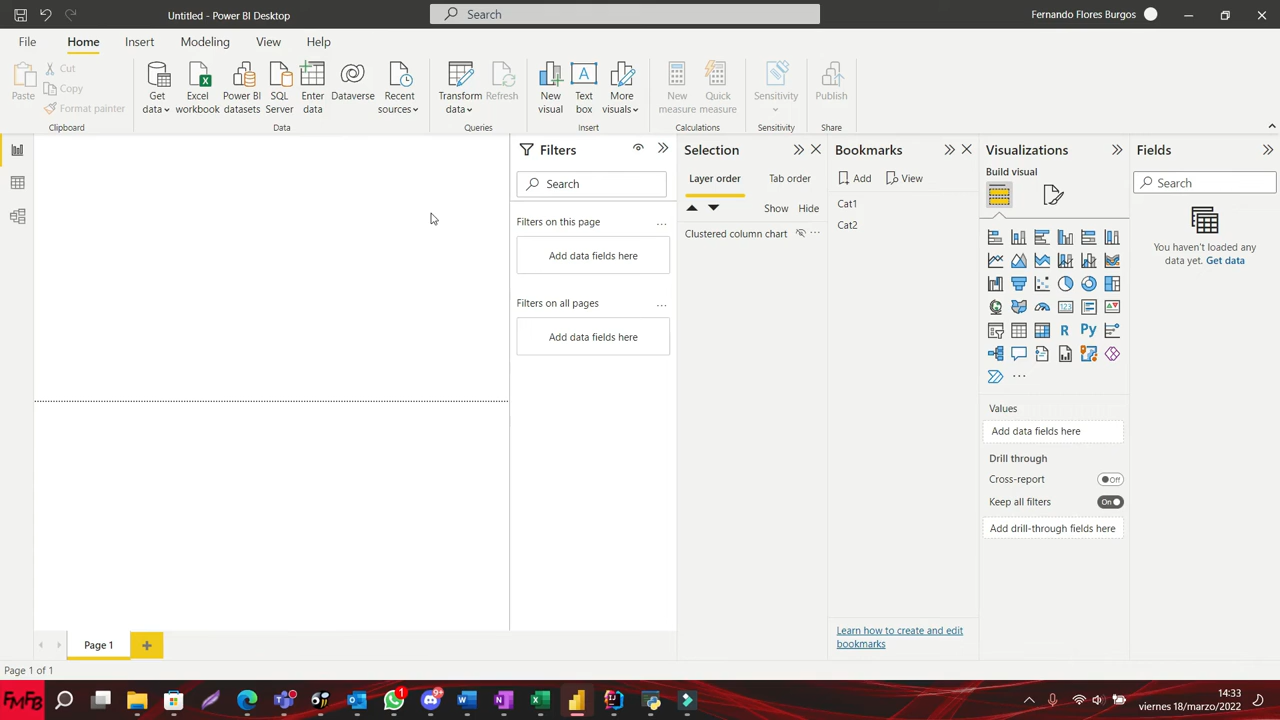 Untitled - Power BI Desktop
Search
Fernando Flores Burgos
File
Home
Insert
Modeling
View
Help
Paste
Cut
Copy
Format painter
Clipboard
Get data
Excel workbook
Power BI datasets
SQL Server
Enter data
Dataverse
Recent sources
Data
Transform data
Refresh
Queries
New visual
Text box
More visuals
Insert
New measure
Quick measure
Calculations
Sensitivity
Sensitivity
Publish
Share
Filters
Search
Filters on this page
...
Add data fields here
Filters on all pages
...
Add data fields here
Selection
Layer order
Tab order
Show
Hide
Clustered column chart
...
Bookmarks
Add
View
Cat1
Cat2
Learn how to create and edit
bookmarks
Visualizations
Build visual
123
R
Py
...
Values
Add data fields here
Drill through
Cross-report
Off
Keep all filters
On
Add drill-through fields here
Fields
Search
You haven't loaded any
data yet. Get data
Page 1
Page 1 of 1
FMFB
1
9+
14:33
viernes 18/marzo/2022